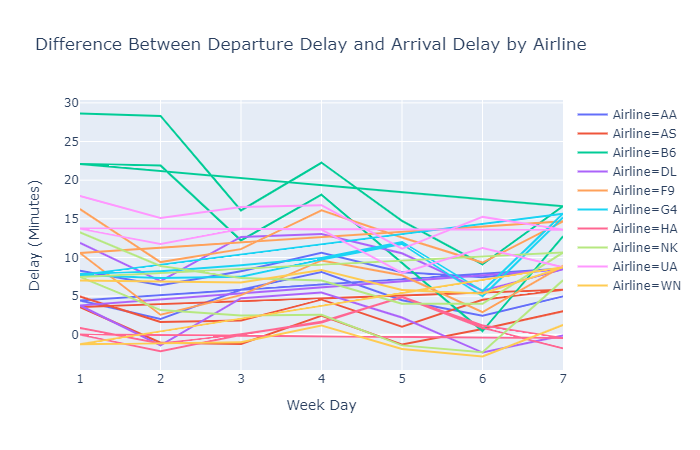 Difference Between Departure Delay and Arrival Delay by Airline
30
25
20
15
10
5
0
Delay (Minutes)
1 2 3 4 5 6 7
Week Day
Airline=AA
Airline=AS
Airline=B6
Airline=DL
Airline=F9
Airline=G4
Airline=HA
Airline=NK
Airline=UA
Airline=WN